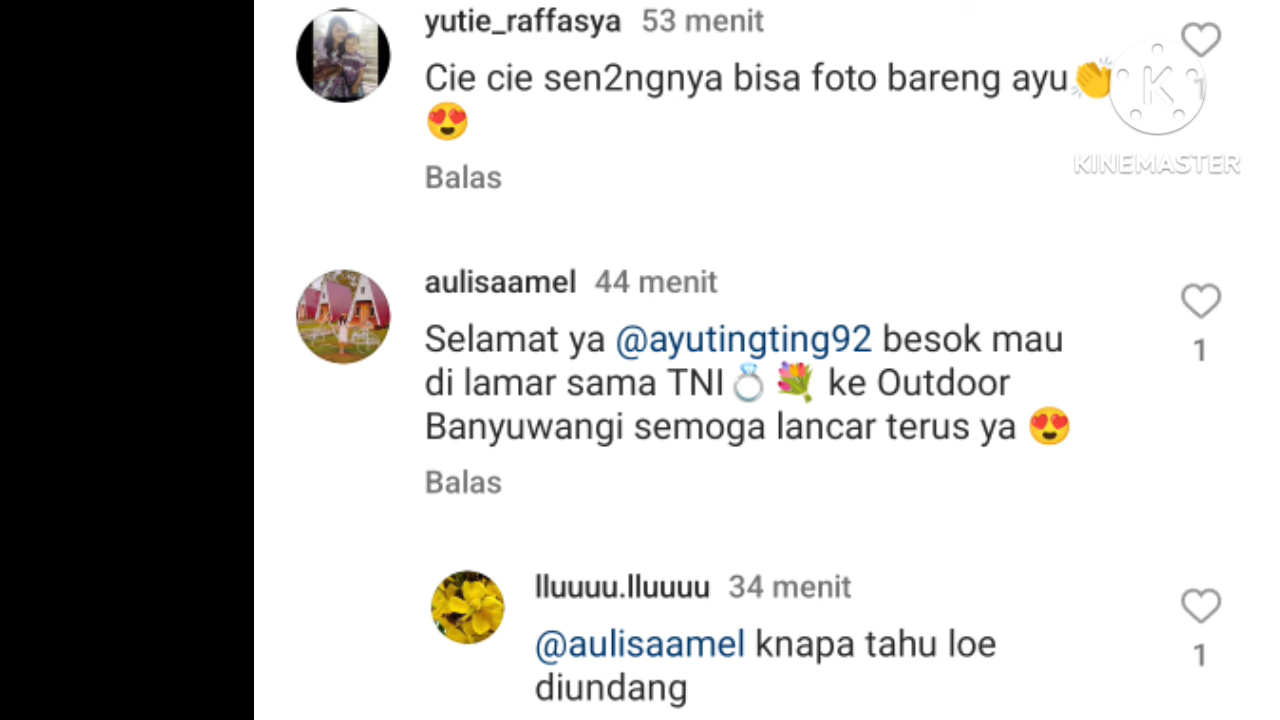 yutie_raffasya 53 menit
Cie cie sen2ngnya bisa foto bareng ayu👏
😍
1
KINEMASTER
Balas
aulisaamel 44 menit
Selamat ya @ayutingting92 besok mau
di lamar sama TNI💍💐 ke Outdoor
Banyuwangi semoga lancar terus ya 😍
1
Balas
lluuuu.lluuuu 34 menit
@aulisaamel knapa tahu loe
diundang
1